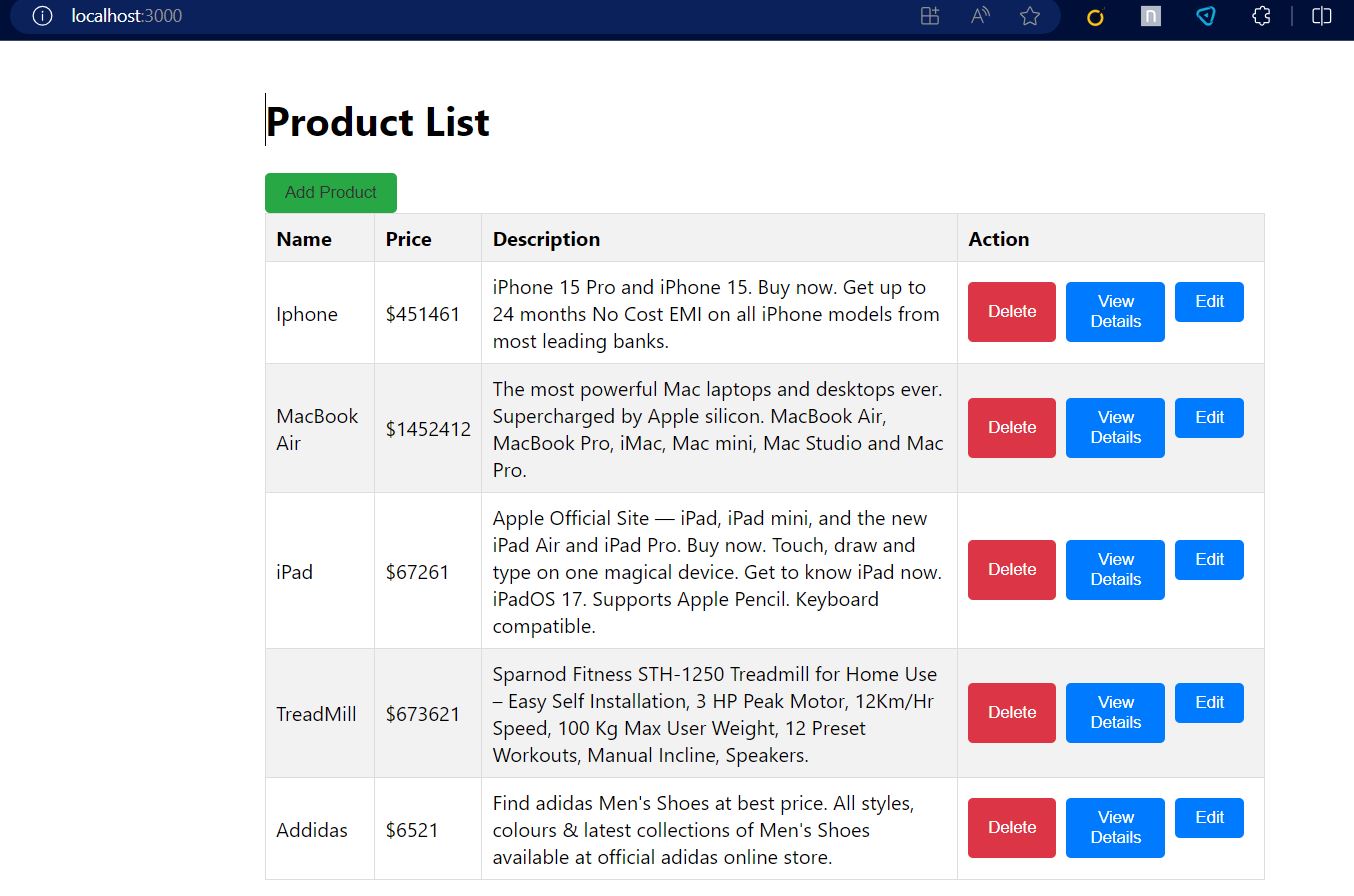 localhost:3000
Product List
Add Product
Name Price Description Action
Iphone $451461
iPhone 15 Pro and iPhone 15. Buy now. Get up to
24 months No Cost EMI on all iPhone models from
most leading banks.
Delete
View
Details
Edit
MacBook
Air
$1452412
The most powerful Mac laptops and desktops ever.
Supercharged by Apple silicon. MacBook Air,
MacBook Pro, iMac, Mac mini, Mac Studio and Mac
Pro.
Delete
View
Details
Edit
iPad $67261
Apple Official Site — iPad, iPad mini, and the new
iPad Air and iPad Pro. Buy now. Touch, draw and
type on one magical device. Get to know iPad now.
iPadOS 17. Supports Apple Pencil. Keyboard
compatible.
Delete
View
Details
Edit
TreadMill $673621
Sparnod Fitness STH-1250 Treadmill for Home Use
– Easy Self Installation, 3 HP Peak Motor, 12Km/Hr
Speed, 100 Kg Max User Weight, 12 Preset
Workouts, Manual Incline, Speakers.
Delete
View
Details
Edit
Addidas $6521
Find adidas Men's Shoes at best price. All styles,
colours & latest collections of Men's Shoes
available at official adidas online store.
Delete
View
Details
Edit